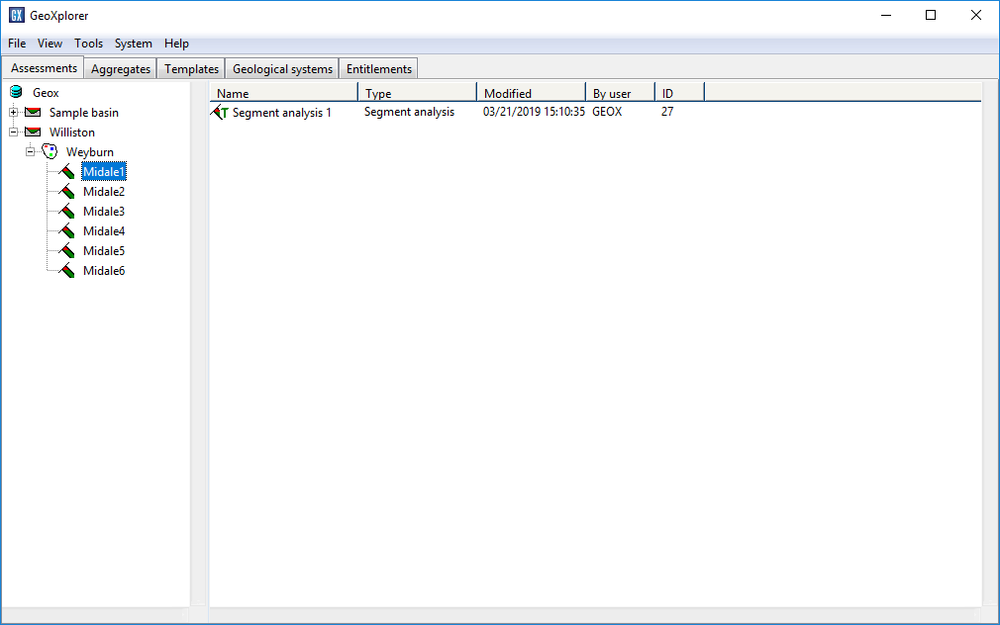 GX GeoXplorer
File View Tools System Help
Assessments Aggregates Templates Geological systems Entitlements
Geox
Sample basin
Williston
Weyburn
Midale1
Midale2
Midale3
Midale4
Midale5
Midale6
Name Type Modified By user ID
T Segment analysis 1 Segment analysis 03/21/2019 15:10:35 GEOX 27